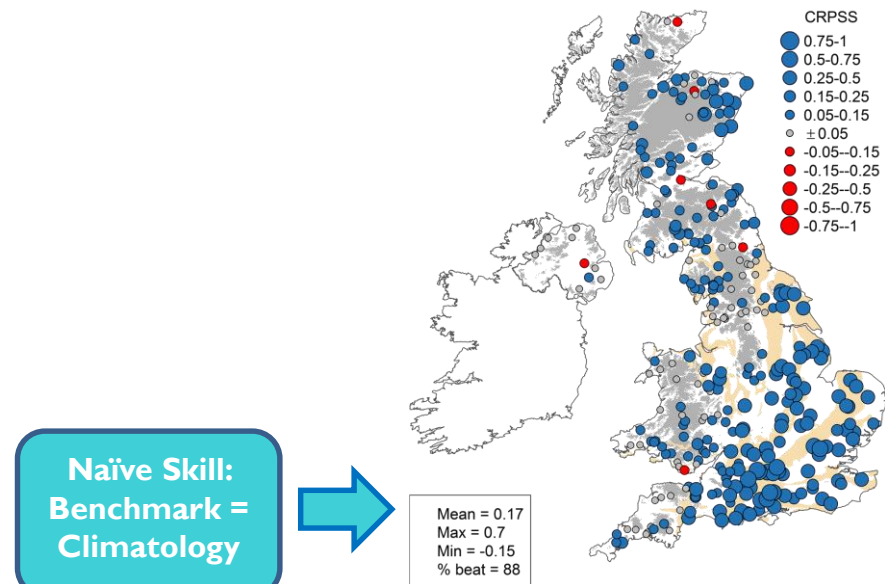 CRPSS
0.75-1
0.5-0.75
0.25-0.5
0.15-0.25
0.05-0.15
±0.05
-0.05--0.15
-0.15--0.25
-0.25--0.5
-0.5--0.75
-0.75--1
Naïve Skill:
Benchmark =
Climatology
Mean = 0.17
Max = 0.7
Min = -0.15
% beat = 88